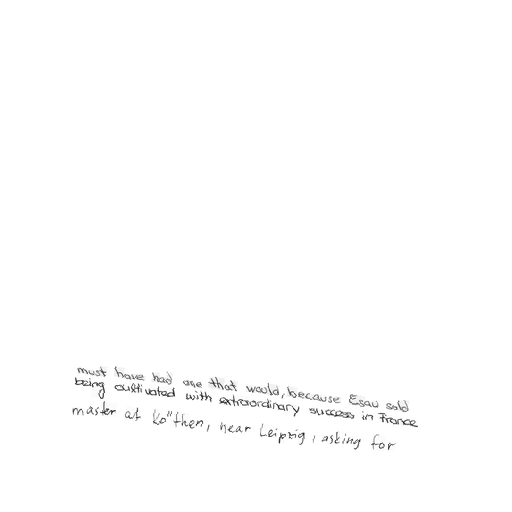 must have had one that would, because Esau sold
being cultivated with extraordinary success in France
master at Ko"then, near Leipzig, asking for